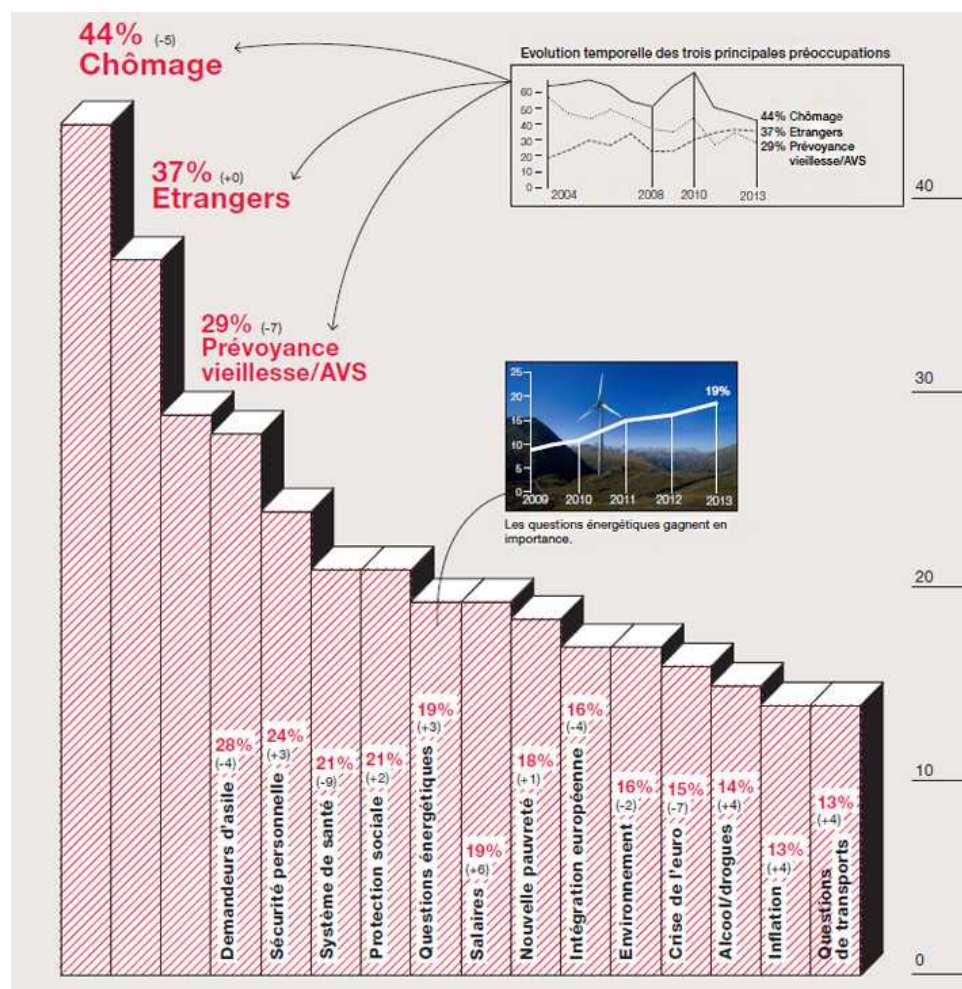 44% (-5)
Chômage
37% (+0)
Etrangers
29% (-7)
Prévoyance
vieillesse/AVS
Evolution temporelle des trois principales préoccupations
60
50
40
30
20
10
0
2004
2008
2010
2013
44% Chômage
37% Etrangers
29% Prévoyance
vieillesse/AVS
25
20
15
10
5
0
2009
2010
2011
2012
2013
19%
Les questions énergétiques gagnent en
importance.
40
30
20
10
0
28%
(-4)
Demandeurs d'asile
24%
(+3)
Sécurité personnelle
21%
(-9)
Système de santé
21%
(+2)
Protection sociale
19%
(+3)
Questions énergétiques
19%
(+6)
Salaires
18%
(+1)
Nouvelle pauvreté
16%
(-4)
Intégration européenne
16%
(-2)
Environnement
15%
(-7)
Crise de l'euro
14%
(+4)
Alcool/drogues
13%
(+4)
Inflation
13%
(+4)
Questions
de transports